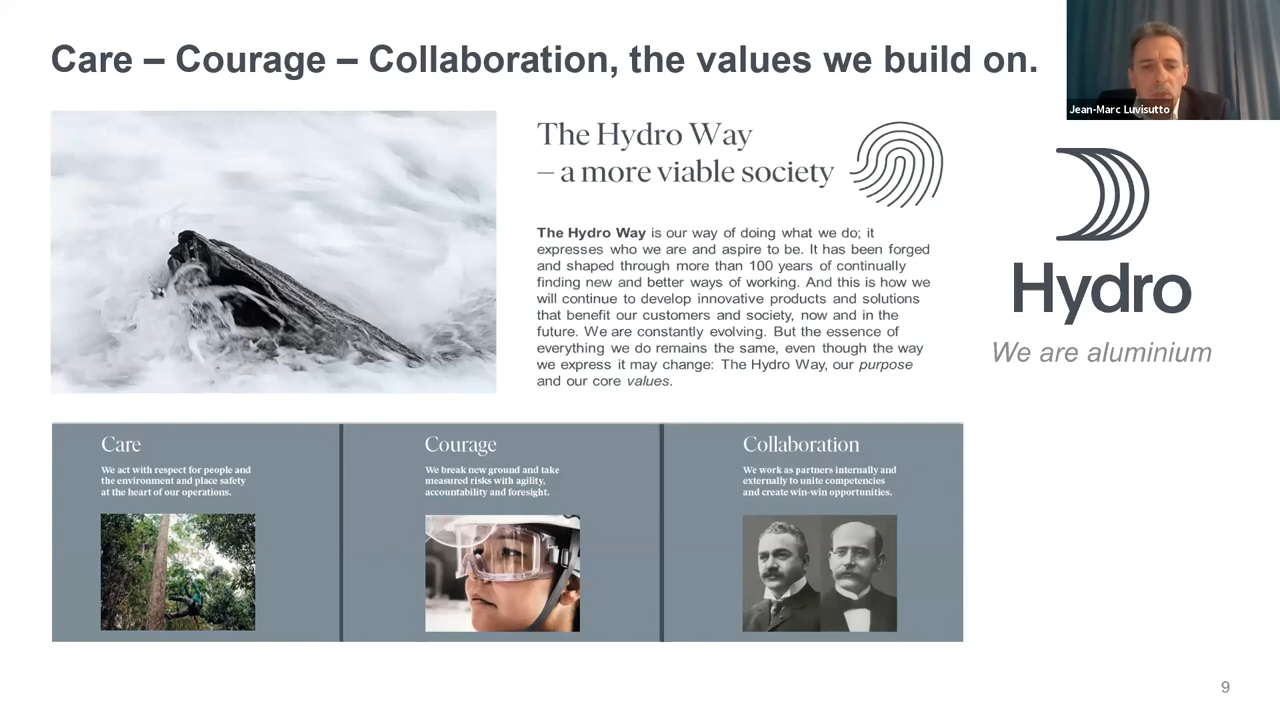 Care – Courage – Collaboration, the values we build on.
Jean-Marc Luvisutto
The Hydro Way
– a more viable society
The Hydro Way is our way of doing what we do; it
expresses who we are and aspire to be. It has been forged
and shaped through more than 100 years of continually
finding new and better ways of working. And this is how we
will continue to develop innovative products and solutions
that benefit our customers and society, now and in the
future. We are constantly evolving. But the essence of
everything we do remains the same, even though the way
we express it may change: The Hydro Way, our purpose
and our core values.
Hydro
We are aluminium
Care
We act with respect for people and
the environment and place safety
at the heart of our operations.
Courage
We break new ground and take
measured risks with agility,
accountability and foresight.
Collaboration
We work as partners internally and
externally to unite competencies
and create win-win opportunities.
9